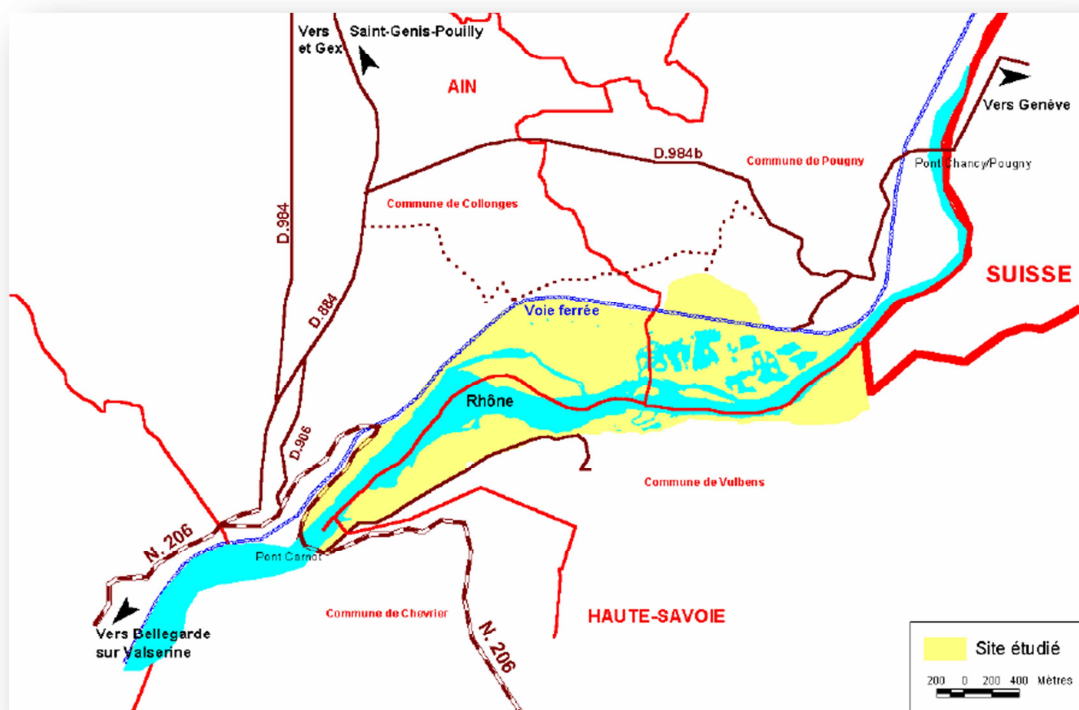 Vers Saint-Genis-Pouilly
et Gex
AIN
Vers Genève
D.984b
Commune de Pougny
Pont Chancy/Pougny
Commune de Collonges
D.984
SUISSE
D.884
Voie ferrée
Rhône
D.906
Commune de Vulbens
N. 206
Pont Carnot
Commune de Chevrier
HAUTE-SAVOIE
Vers Bellegarde
sur Valserine
N. 206
Site étudié
200 0 200 400 Mètres